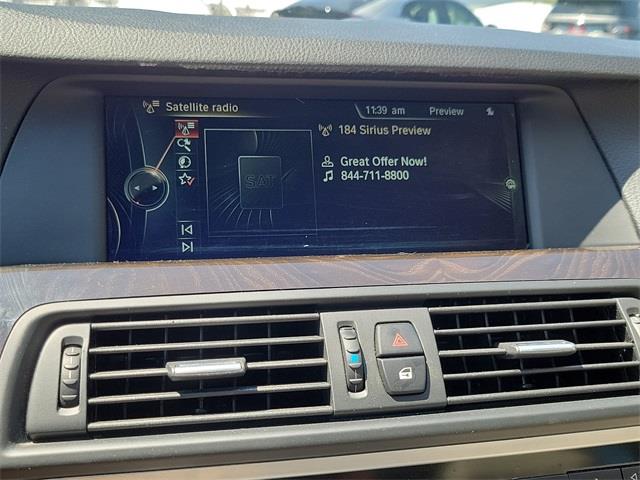 Satellite radio
11:39 am Preview
184 Sirius Preview
Great Offer Now!
844-711-8800
SAT